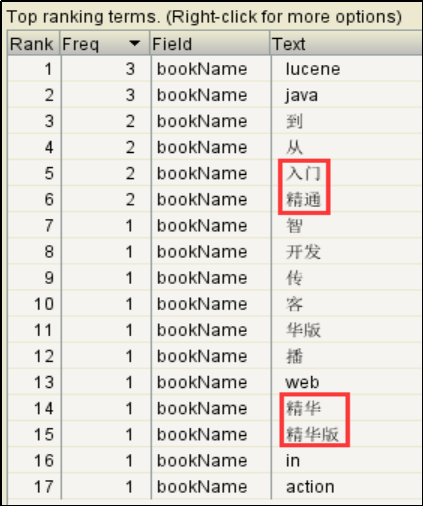 Top ranking terms. (Right-click for more options)
Rank Freq Field Text
1 3 bookName lucene
2 3 bookName java
3 2 bookName 到
4 2 bookName 从
5 2 bookName 入门
6 2 bookName 精通
7 1 bookName 智
8 1 bookName 开发
9 1 bookName 传
10 1 bookName 客
11 1 bookName 华版
12 1 bookName 播
13 1 bookName web
14 1 bookName 精华
15 1 bookName 精华版
16 1 bookName in
17 1 bookName action